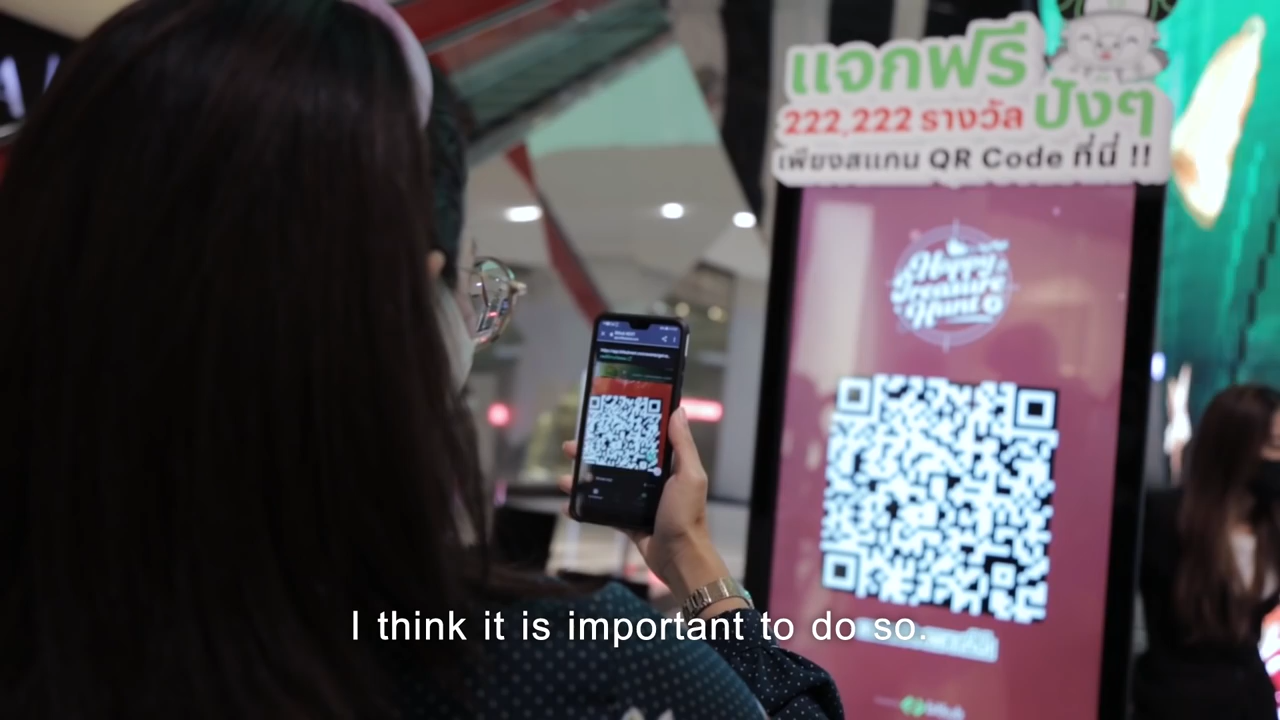 แจกฟรี
222,222 รางวัล ปังๆ
เพียงสแกน QR Code ที่นี่ !!
Happy
Treasure
Hunt
I think it is important to do so.